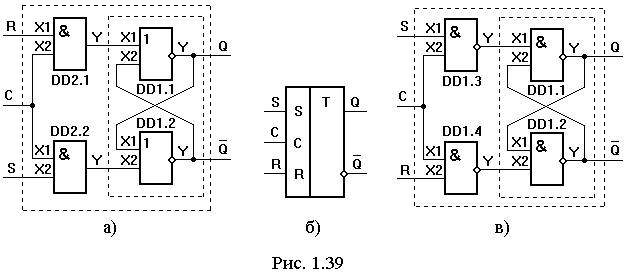 R X1 & Y X1 1 Y Q
X2 X2
DD2.1 DD1.1
C DD2.2 DD1.2
X1 & Y X1 1 Y Q̅
S X2 X2
а)
S S T Q
C C
R R Q̅
б)
S X1 & Y X1 & Y Q
X2 X2
DD1.3 DD1.1
C DD1.4 DD1.2
X1 & Y X1 & Y Q̅
R X2 X2
в)
Рис. 1.39